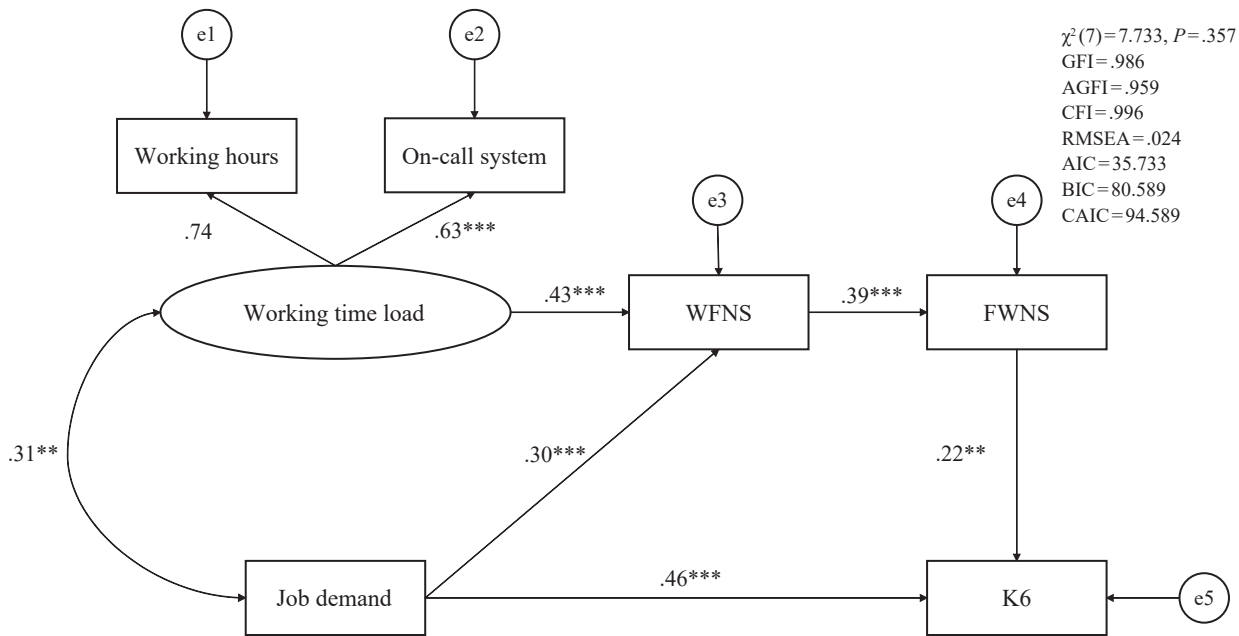 e1
e2
χ²(7)=7.733, P=.357
GFI=.986
AGFI=.959
CFI=.996
RMSEA=.024
AIC=35.733
BIC=80.589
CAIC=94.589
Working hours
On-call system
e3
e4
.74
.63***
Working time load
.43***
WFNS
.39***
FWNS
.31**
.30***
.22**
Job demand
.46***
K6
e5